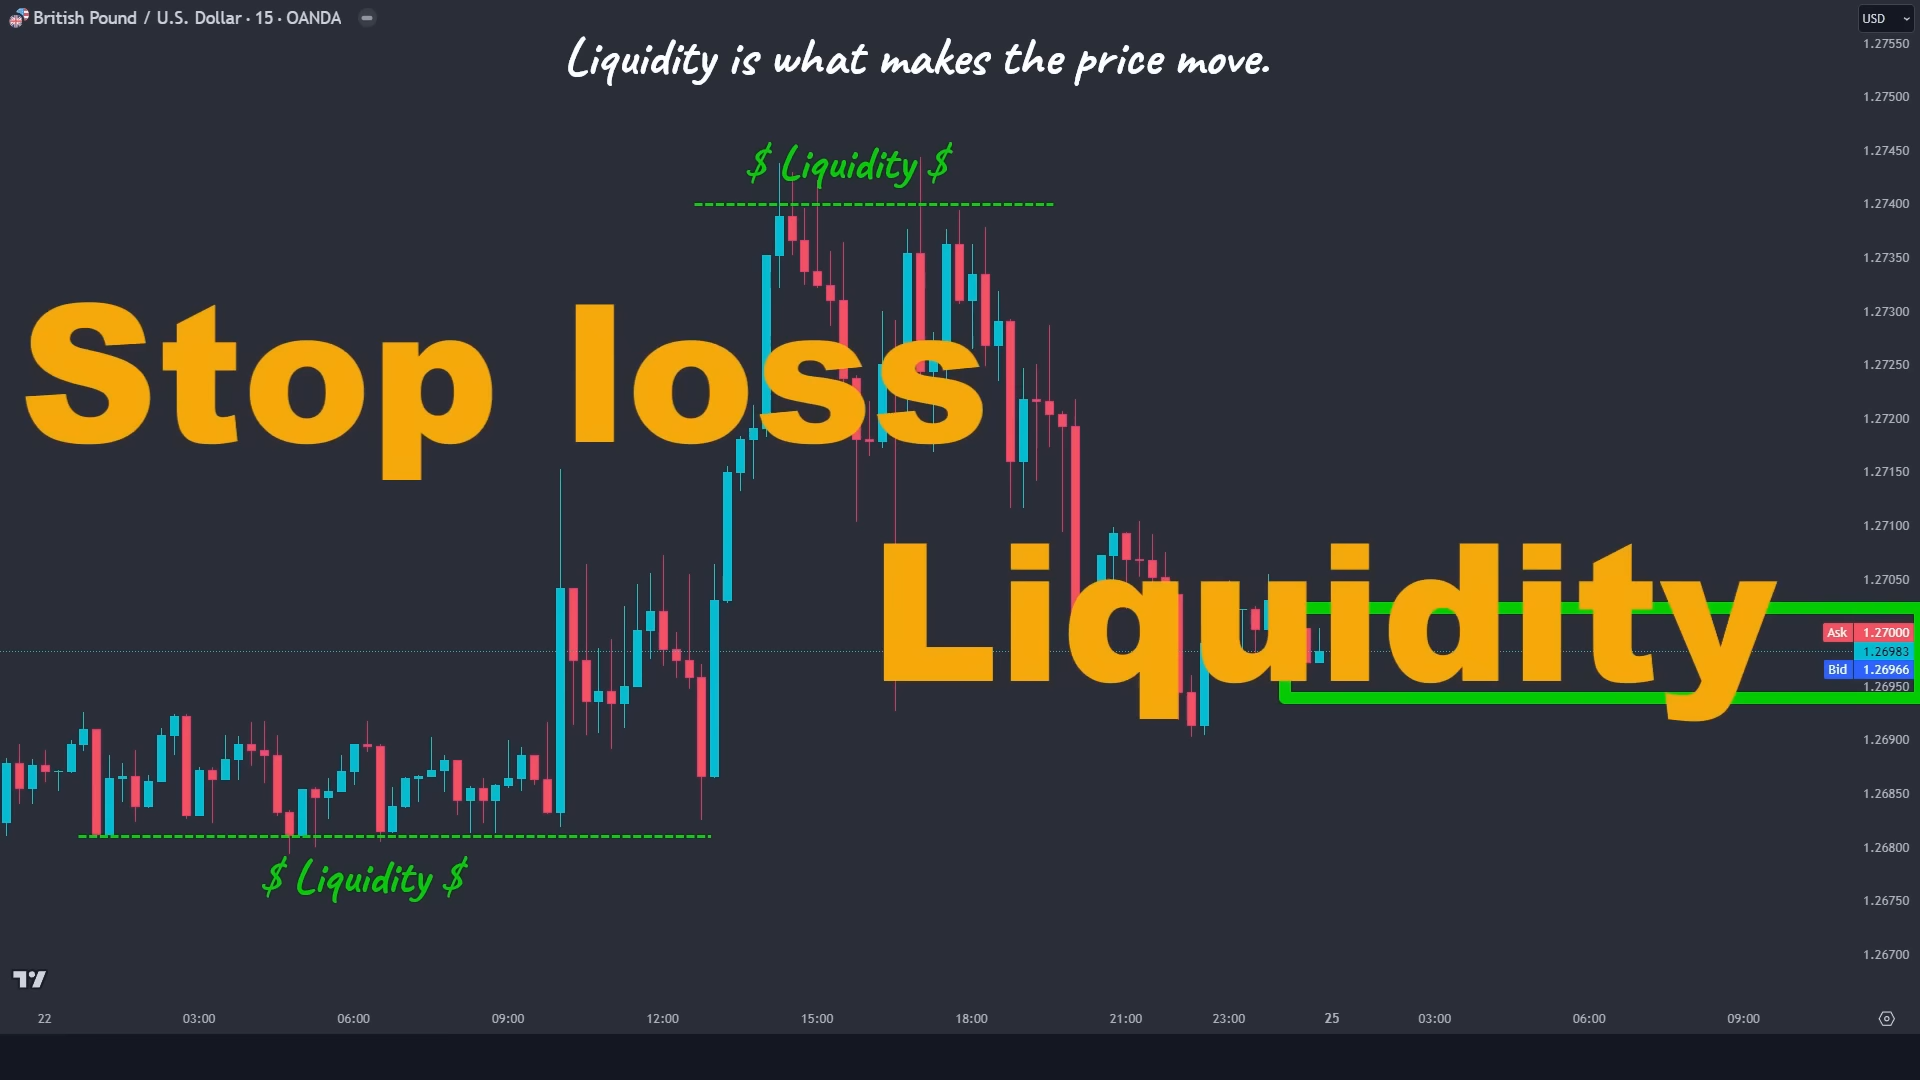 British Pound / U.S. Dollar · 15 · OANDA
USD
Liquidity is what makes the price move.
1.27550
1.27500
$ Liquidity $
1.27450
1.27400
1.27350
Stop loss
1.27300
1.27250
1.27200
1.27150
1.27100
Liquidity
1.27050
Ask 1.27000
1.26983
Bid 1.26966
1.26950
1.26900
1.26850
1.26800
$ Liquidity $
1.26750
1.26700
22 03:00 06:00 09:00 12:00 15:00 18:00 21:00 23:00 25 03:00 06:00 09:00